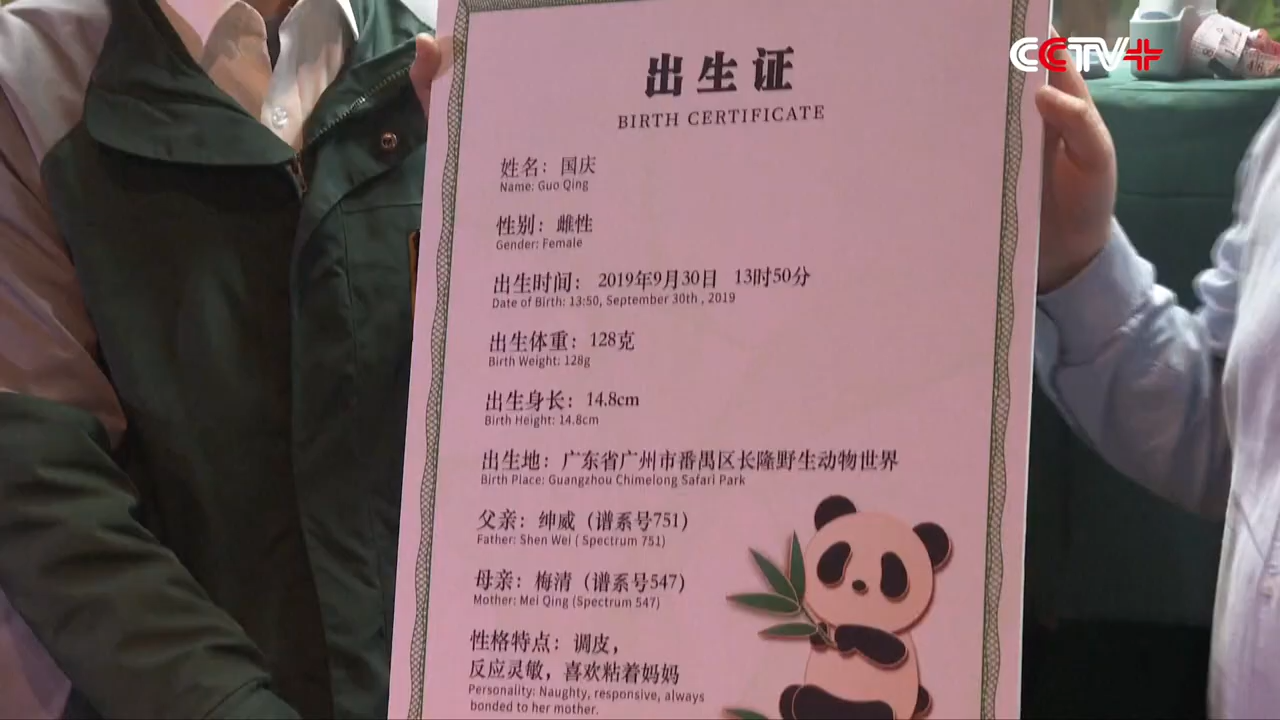 CCTV+
出生证
BIRTH CERTIFICATE
姓名：国庆
Name: Guo Qing
性别：雌性
Gender: Female
出生时间： 2019年9月30日 13时50分
Date of Birth: 13:50, September 30th , 2019
出生体重：128克
Birth Weight: 128g
出生身长：14.8cm
Birth Height: 14.8cm
出生地：广东省广州市番禺区长隆野生动物世界
Birth Place: Guangzhou Chimelong Safari Park
父亲：绅威（谱系号751）
Father: Shen Wei ( Spectrum 751)
母亲：梅清（谱系号547）
Mother: Mei Qing (Spectrum 547)
性格特点：调皮，
反应灵敏，喜欢粘着妈妈
Personality: Naughty, responsive, always
bonded to her mother.